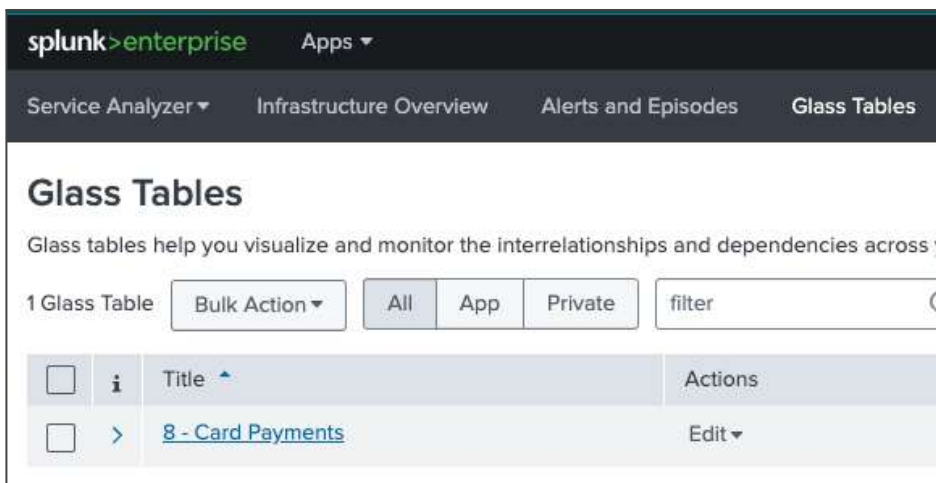 splunk>enterprise Apps
Service Analyzer Infrastructure Overview Alerts and Episodes Glass Tables
Glass Tables
Glass tables help you visualize and monitor the interrelationships and dependencies across
1 Glass Table Bulk Action All App Private filter
i Title Actions
8 - Card Payments Edit